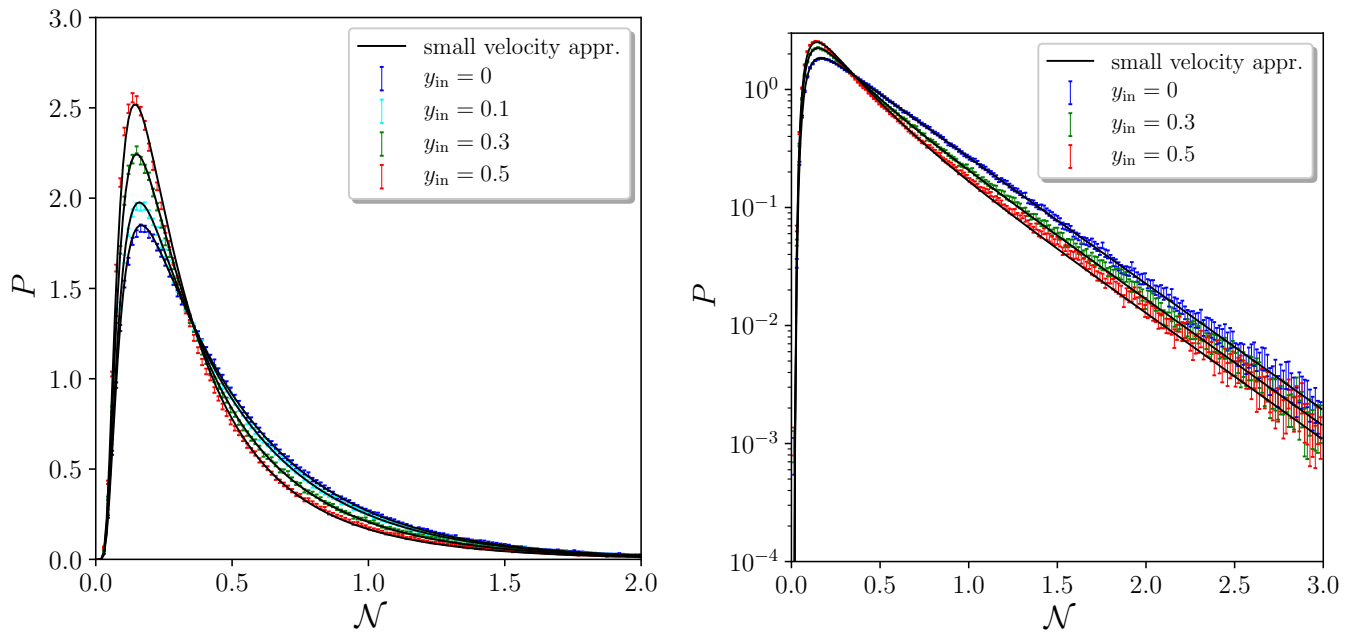 3.0
2.5
2.0
1.5
1.0
0.5
0.0
P
0.0 0.5 1.0 1.5 2.0
𝒩
small velocity appr.
y_in = 0
y_in = 0.1
y_in = 0.3
y_in = 0.5
10⁰
10⁻¹
10⁻²
10⁻³
10⁻⁴
P
0.0 0.5 1.0 1.5 2.0 2.5 3.0
𝒩
small velocity appr.
y_in = 0
y_in = 0.3
y_in = 0.5